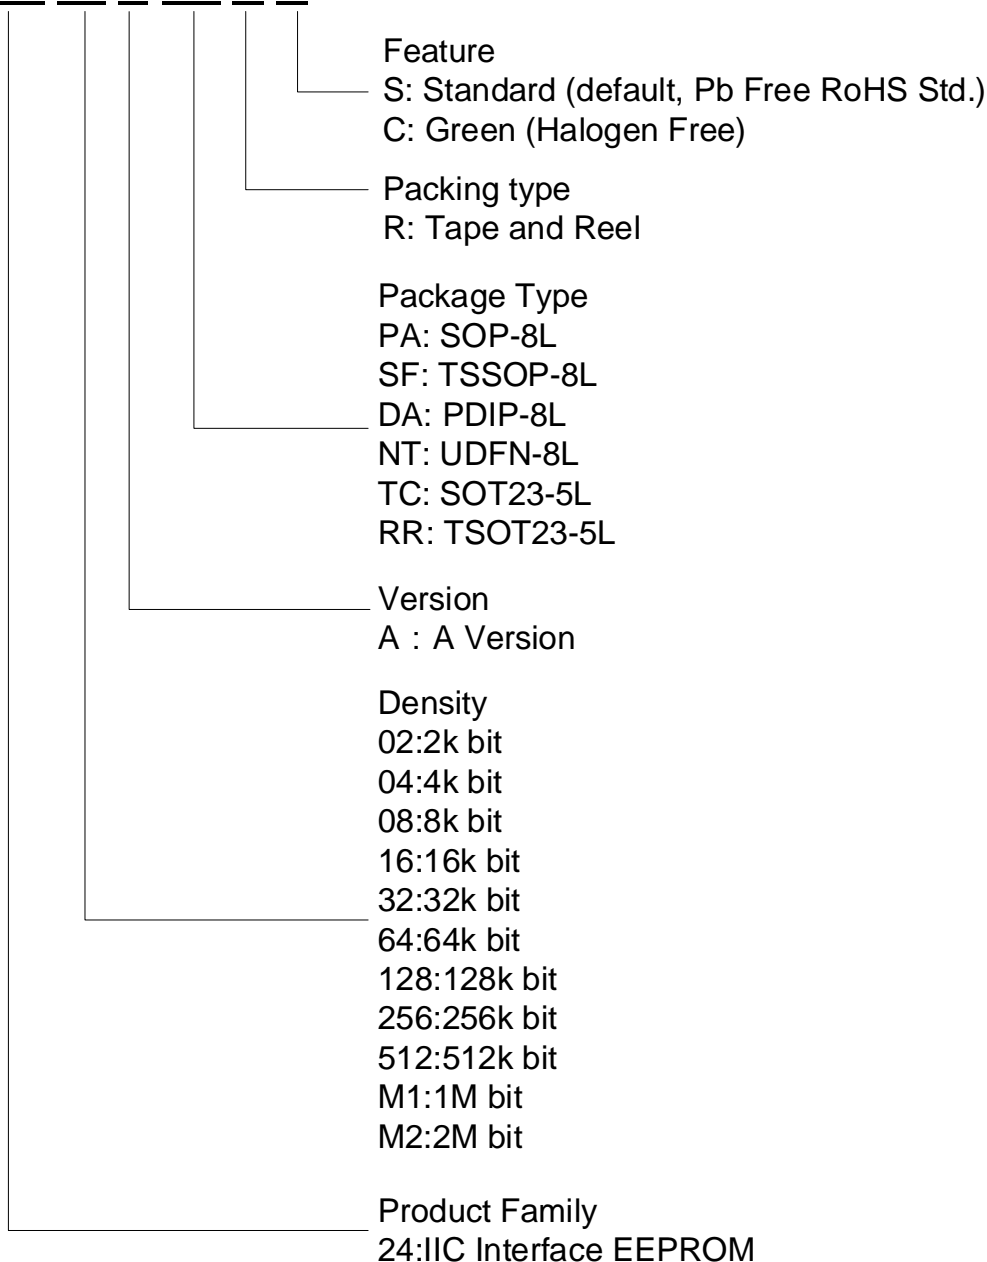 Feature
S: Standard (default, Pb Free RoHS Std.)
C: Green (Halogen Free)
Packing type
R: Tape and Reel
Package Type
PA: SOP-8L
SF: TSSOP-8L
DA: PDIP-8L
NT: UDFN-8L
TC: SOT23-5L
RR: TSOT23-5L
Version
A : A Version
Density
02:2k bit
04:4k bit
08:8k bit
16:16k bit
32:32k bit
64:64k bit
128:128k bit
256:256k bit
512:512k bit
M1:1M bit
M2:2M bit
Product Family
24:IIC Interface EEPROM